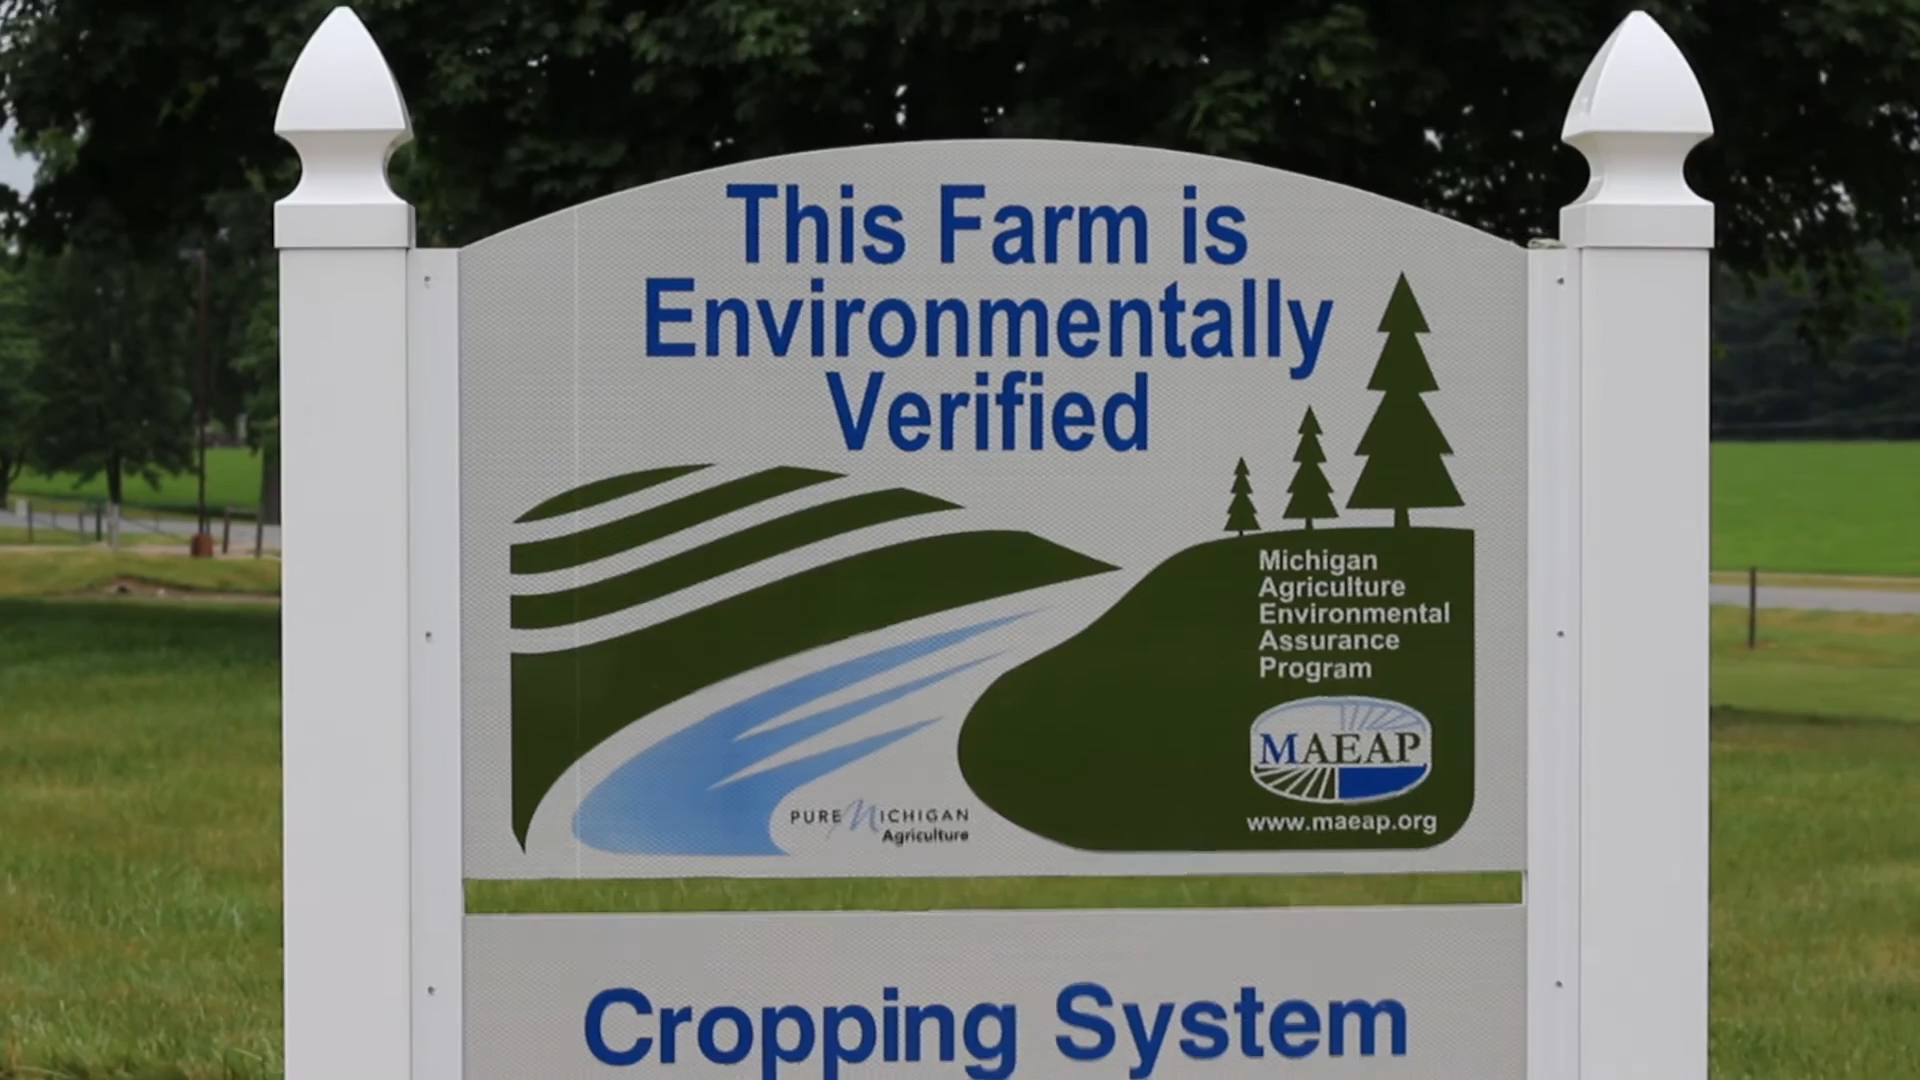 This Farm is
Environmentally
Verified
Michigan
Agriculture
Environmental
Assurance
Program
MAEAP
www.maeap.org
PURE MICHIGAN
Agriculture
Cropping System